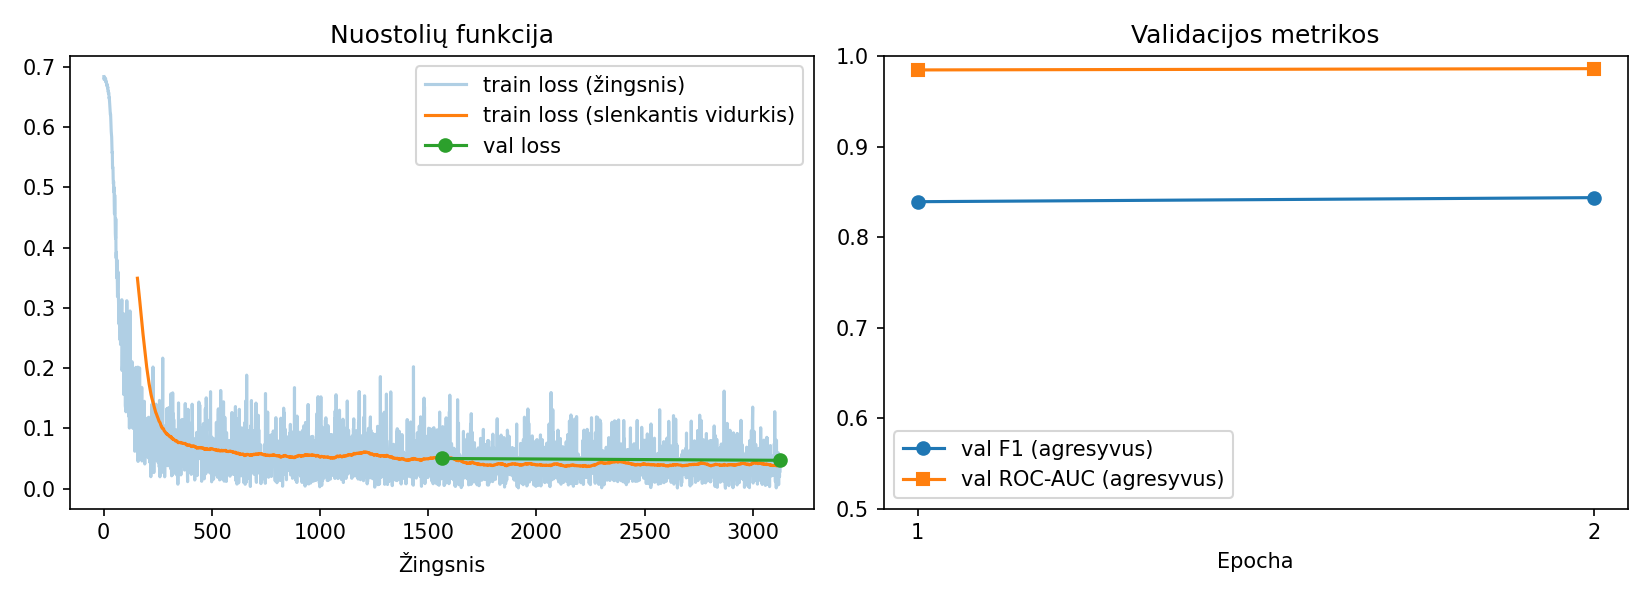 Nuostolių funkcija
0.7
0.6
0.5
0.4
0.3
0.2
0.1
0.0
train loss (žingsnis)
train loss (slenkantis vidurkis)
val loss
0 500 1000 1500 2000 2500 3000
Žingsnis
Validacijos metrikos
1.0
0.9
0.8
0.7
0.6
0.5
val F1 (agresyvus)
val ROC-AUC (agresyvus)
1 2
Epocha